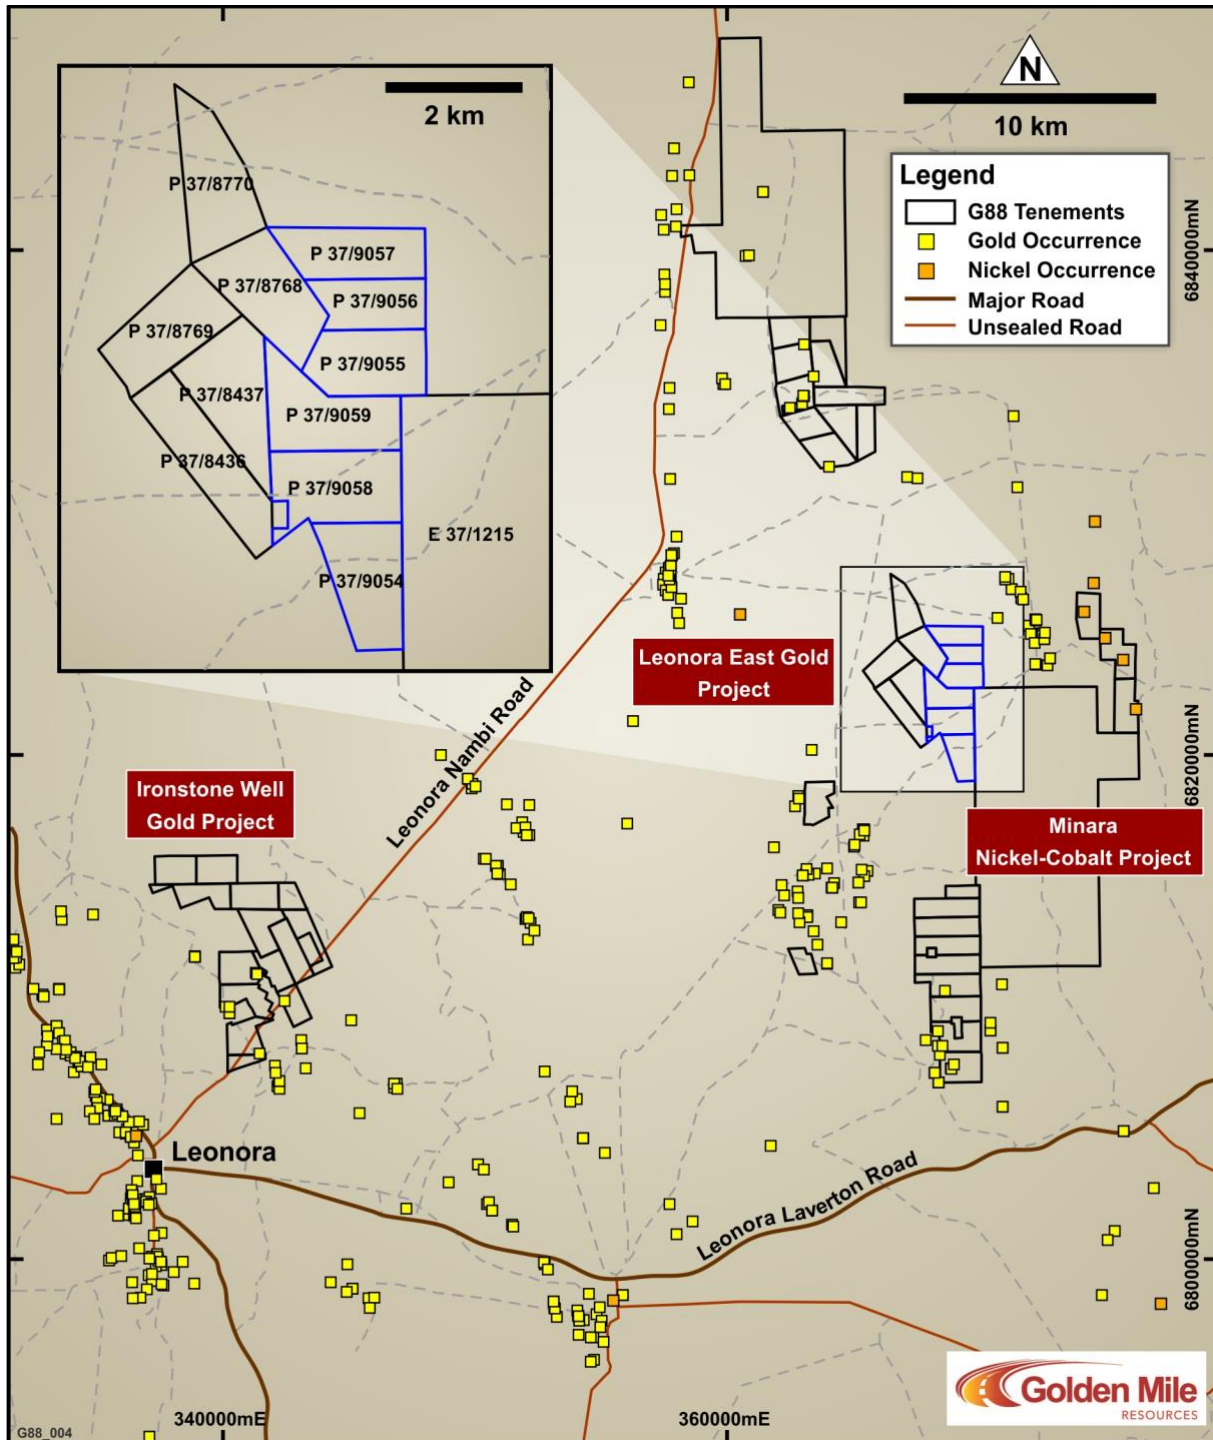 2 km
P 37/8770
P 37/9057
P 37/8768
P 37/9056
P 37/8769
P 37/9055
P 37/8437
P 37/9059
P 37/8436
P 37/9058
E 37/1215
P 37/9054
N
10 km
Legend
G88 Tenements
Gold Occurrence
Nickel Occurrence
Major Road
Unsealed Road
6840000mN
Leonora East Gold
Project
Leonora Nambi Road
6820000mN
Ironstone Well
Gold Project
Minara
Nickel-Cobalt Project
Leonora
Leonora Laverton Road
6800000mN
340000mE
360000mE
Golden Mile
RESOURCES
G88_004